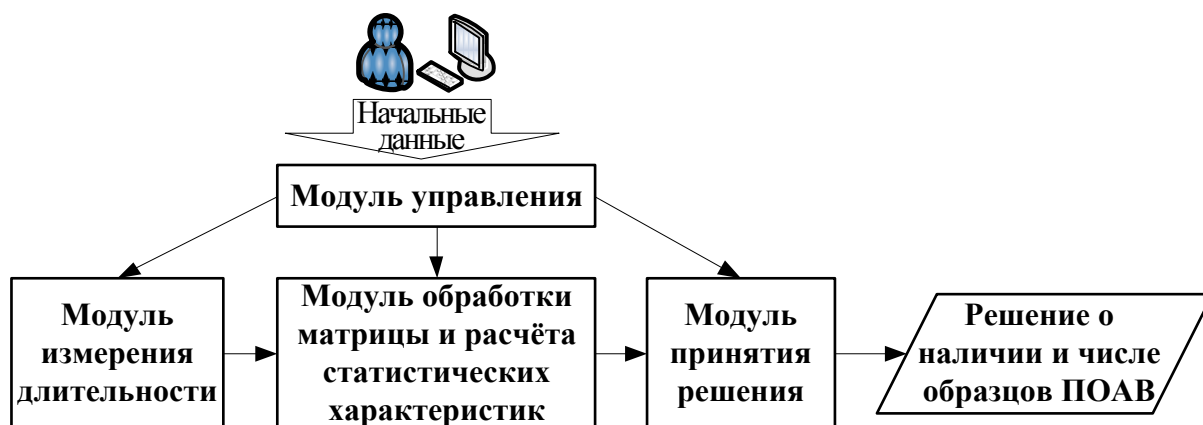 Начальные
данные
Модуль управления
Модуль
измерения
длительности
Модуль обработки
матрицы и расчёта
статистических
характеристик
Модуль
принятия
решения
Решение о
наличии и числе
образцов ПОАВ